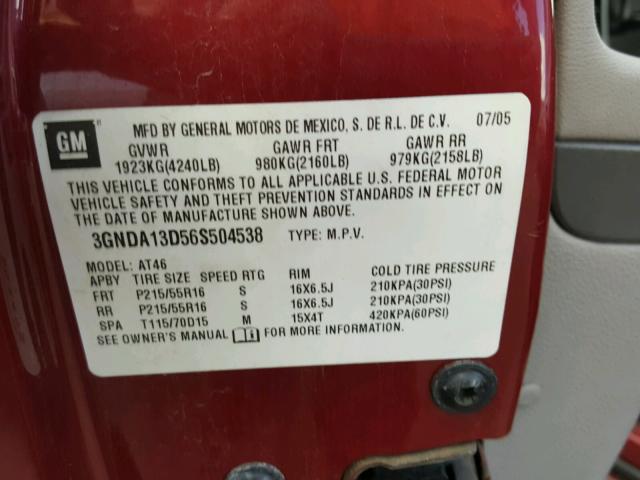 GM
MFD BY GENERAL MOTORS DE MEXICO, S. DE R.L. DE C.V. 07/05
GVWR GAWR FRT GAWR RR
1923KG(4240LB) 980KG(2160LB) 979KG(2158LB)
THIS VEHICLE CONFORMS TO ALL APPLICABLE U.S. FEDERAL MOTOR
VEHICLE SAFETY AND THEFT PREVENTION STANDARDS IN EFFECT ON
THE DATE OF MANUFACTURE SHOWN ABOVE.
3GNDA13D56S504538 TYPE: M.P.V.
MODEL: AT46
APBY TIRE SIZE SPEED RTG RIM COLD TIRE PRESSURE
FRT P215/55R16 S 16X6.5J 210KPA(30PSI)
RR P215/55R16 S 16X6.5J 210KPA(30PSI)
SPA T115/70D15 M 15X4T 420KPA(60PSI)
SEE OWNER'S MANUAL FOR MORE INFORMATION.